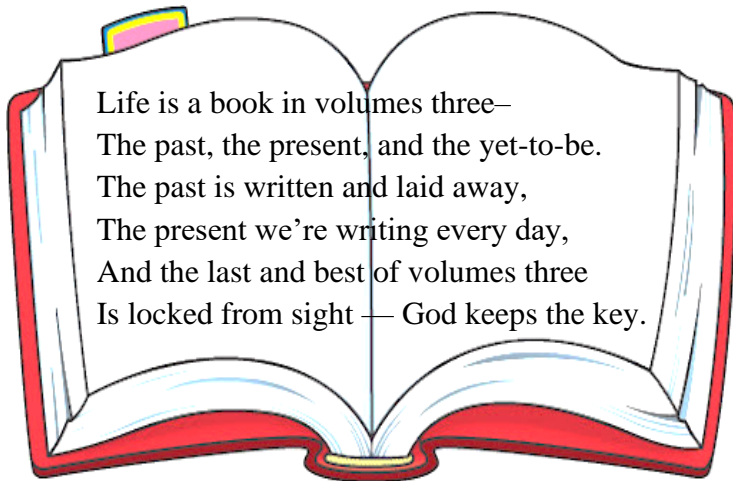 Life is a book in volumes three–
The past, the present, and the yet-to-be.
The past is written and laid away,
The present we’re writing every day,
And the last and best of volumes three
Is locked from sight — God keeps the key.